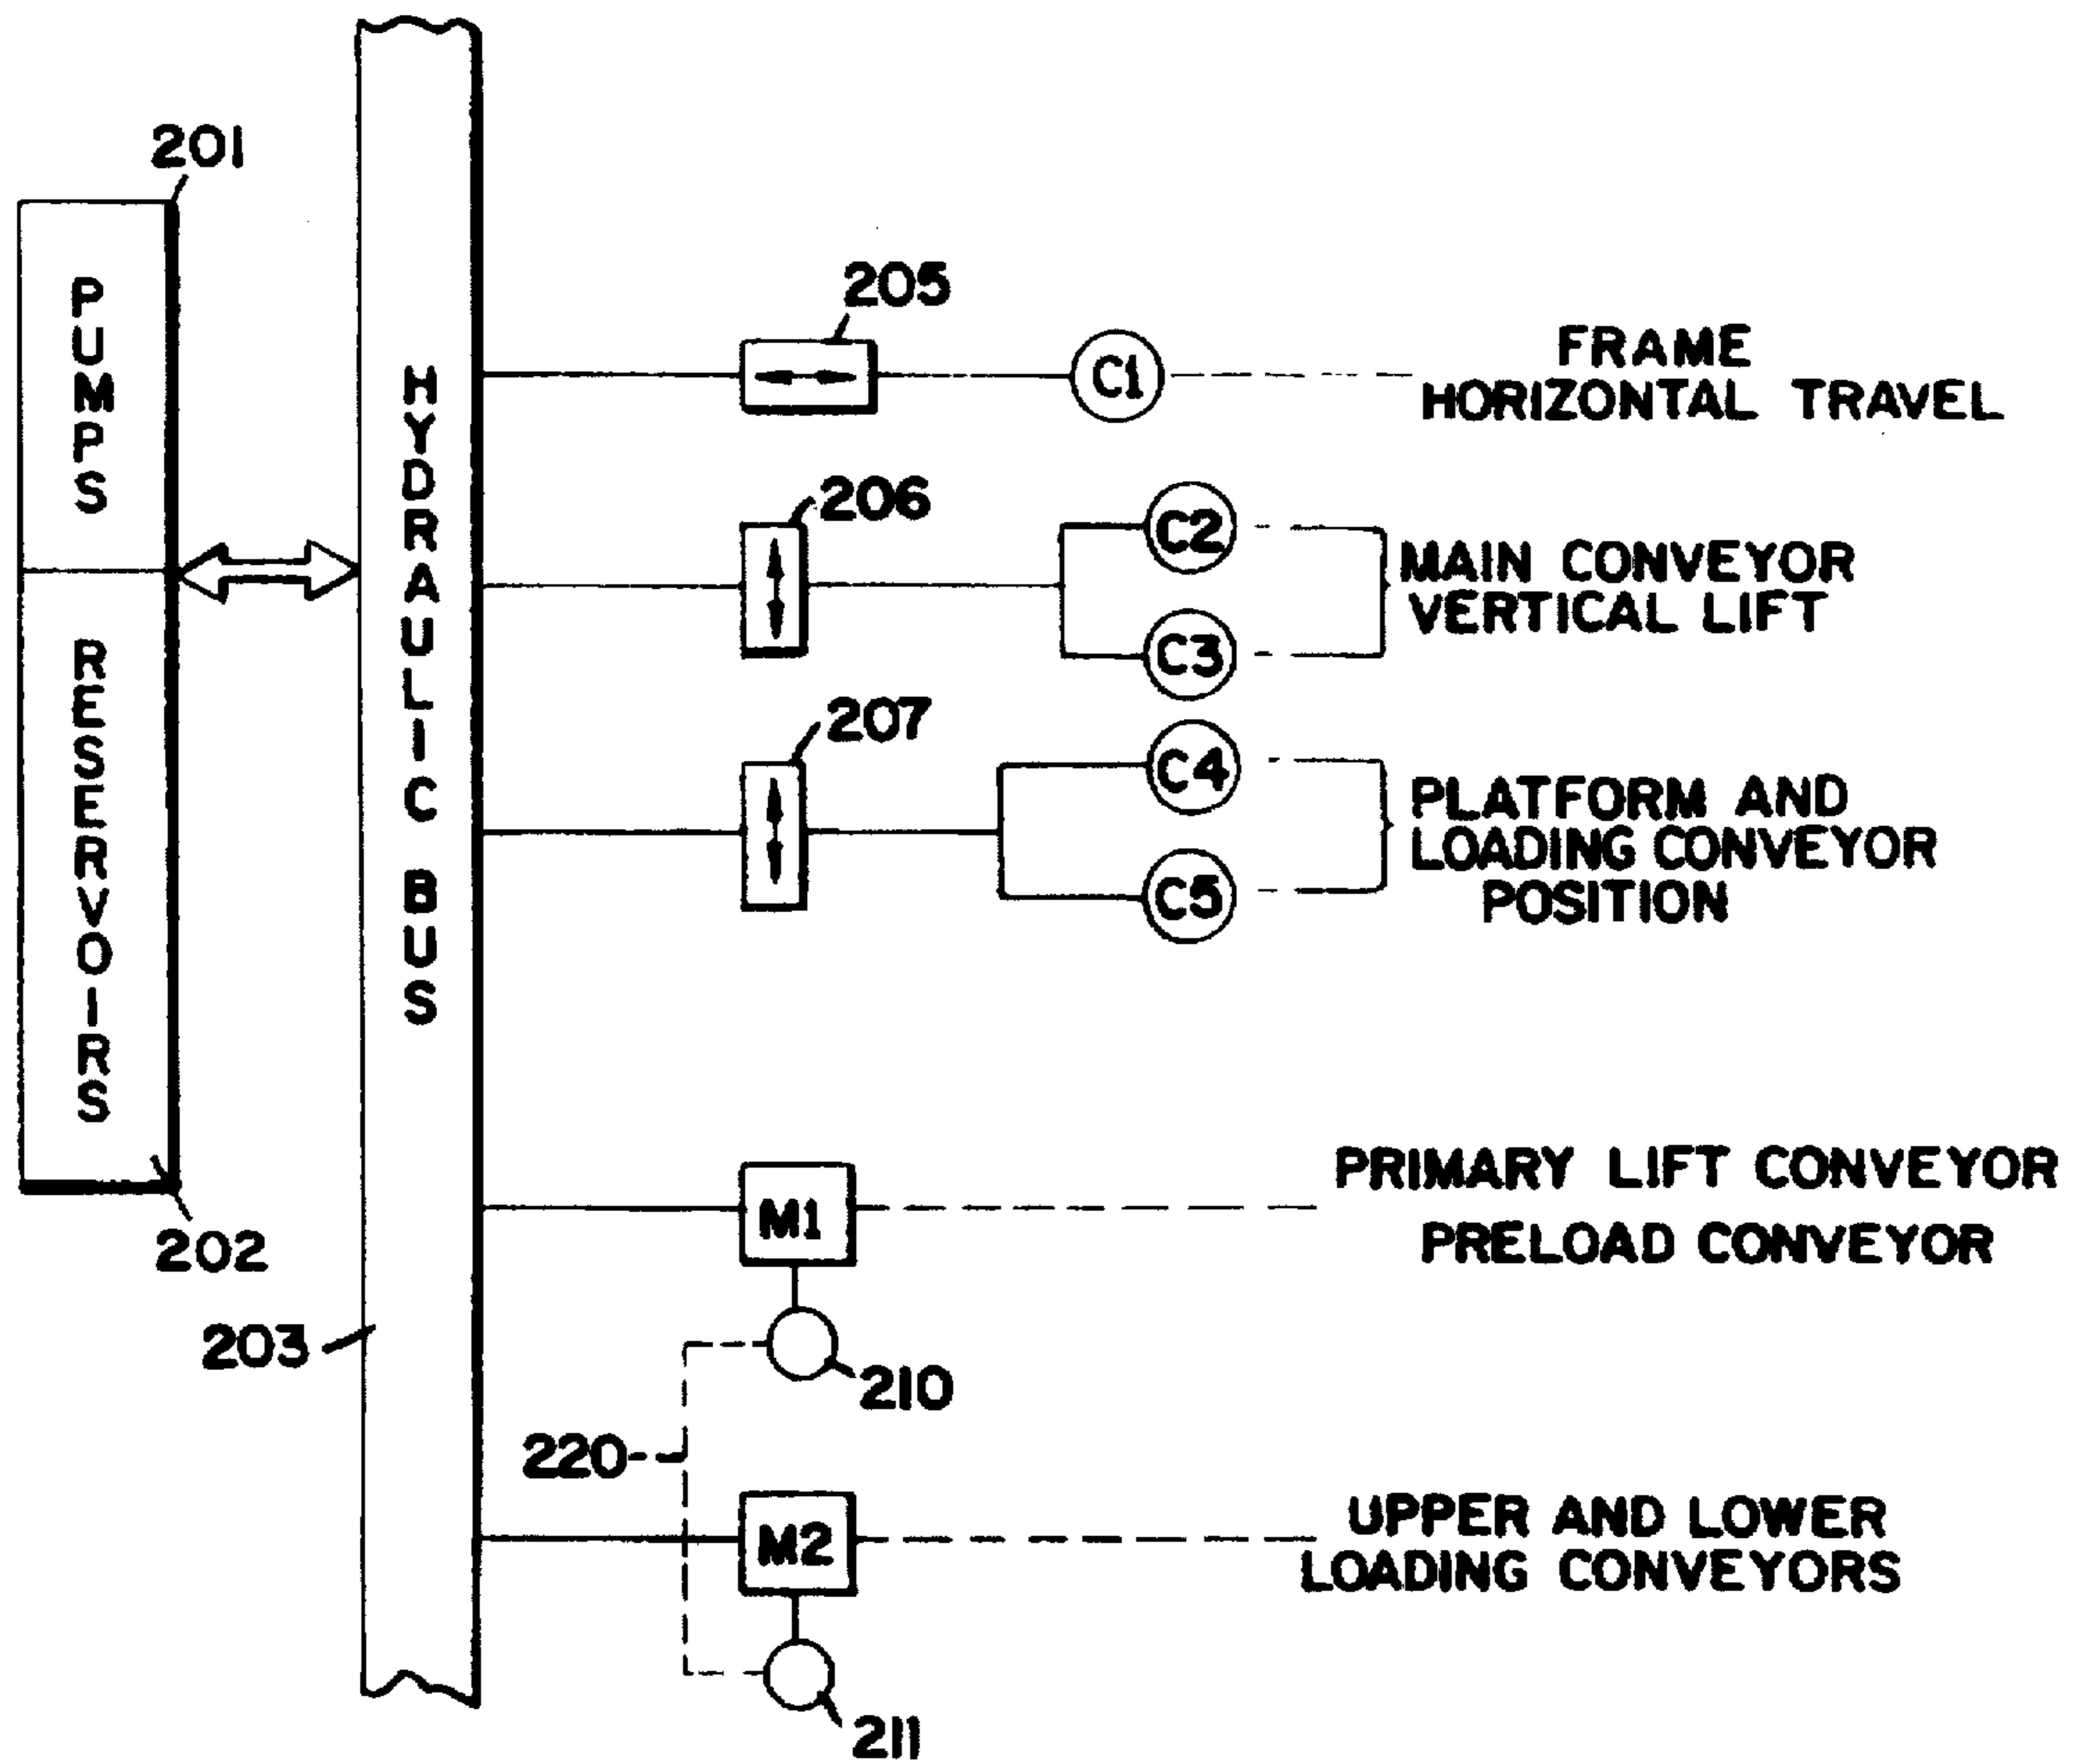 201
PUMPS
RESERVOIRS
202
203
HYDRAULIC BUS
205
C1
FRAME
HORIZONTAL TRAVEL
206
C2
C3
MAIN CONVEYOR
VERTICAL LIFT
207
C4
C5
PLATFORM AND
LOADING CONVEYOR
POSITION
M1
PRIMARY LIFT CONVEYOR
PRELOAD CONVEYOR
210
220
M2
UPPER AND LOWER
LOADING CONVEYORS
211